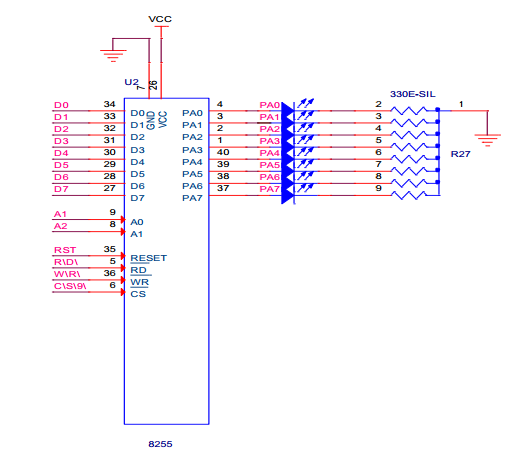 VCC
U2
7
26
330E-SIL
GND
VCC
D0 34 D0 PA0 4 PA0 2 1
D1 33 D1 PA1 3 PA1 3
D2 32 D2 PA2 2 PA2 4
D3 31 D3 PA3 1 PA3 5
D4 30 D4 PA4 40 PA4 6 R27
D5 29 D5 PA5 39 PA5 7
D6 28 D6 PA6 38 PA6 8
D7 27 D7 PA7 37 PA7 9
A1 9 A0
A2 8 A1
RST 35 RESET
R\D\ 5 RD
W\R\ 36 WR
C\S\9\ 6 CS
8255